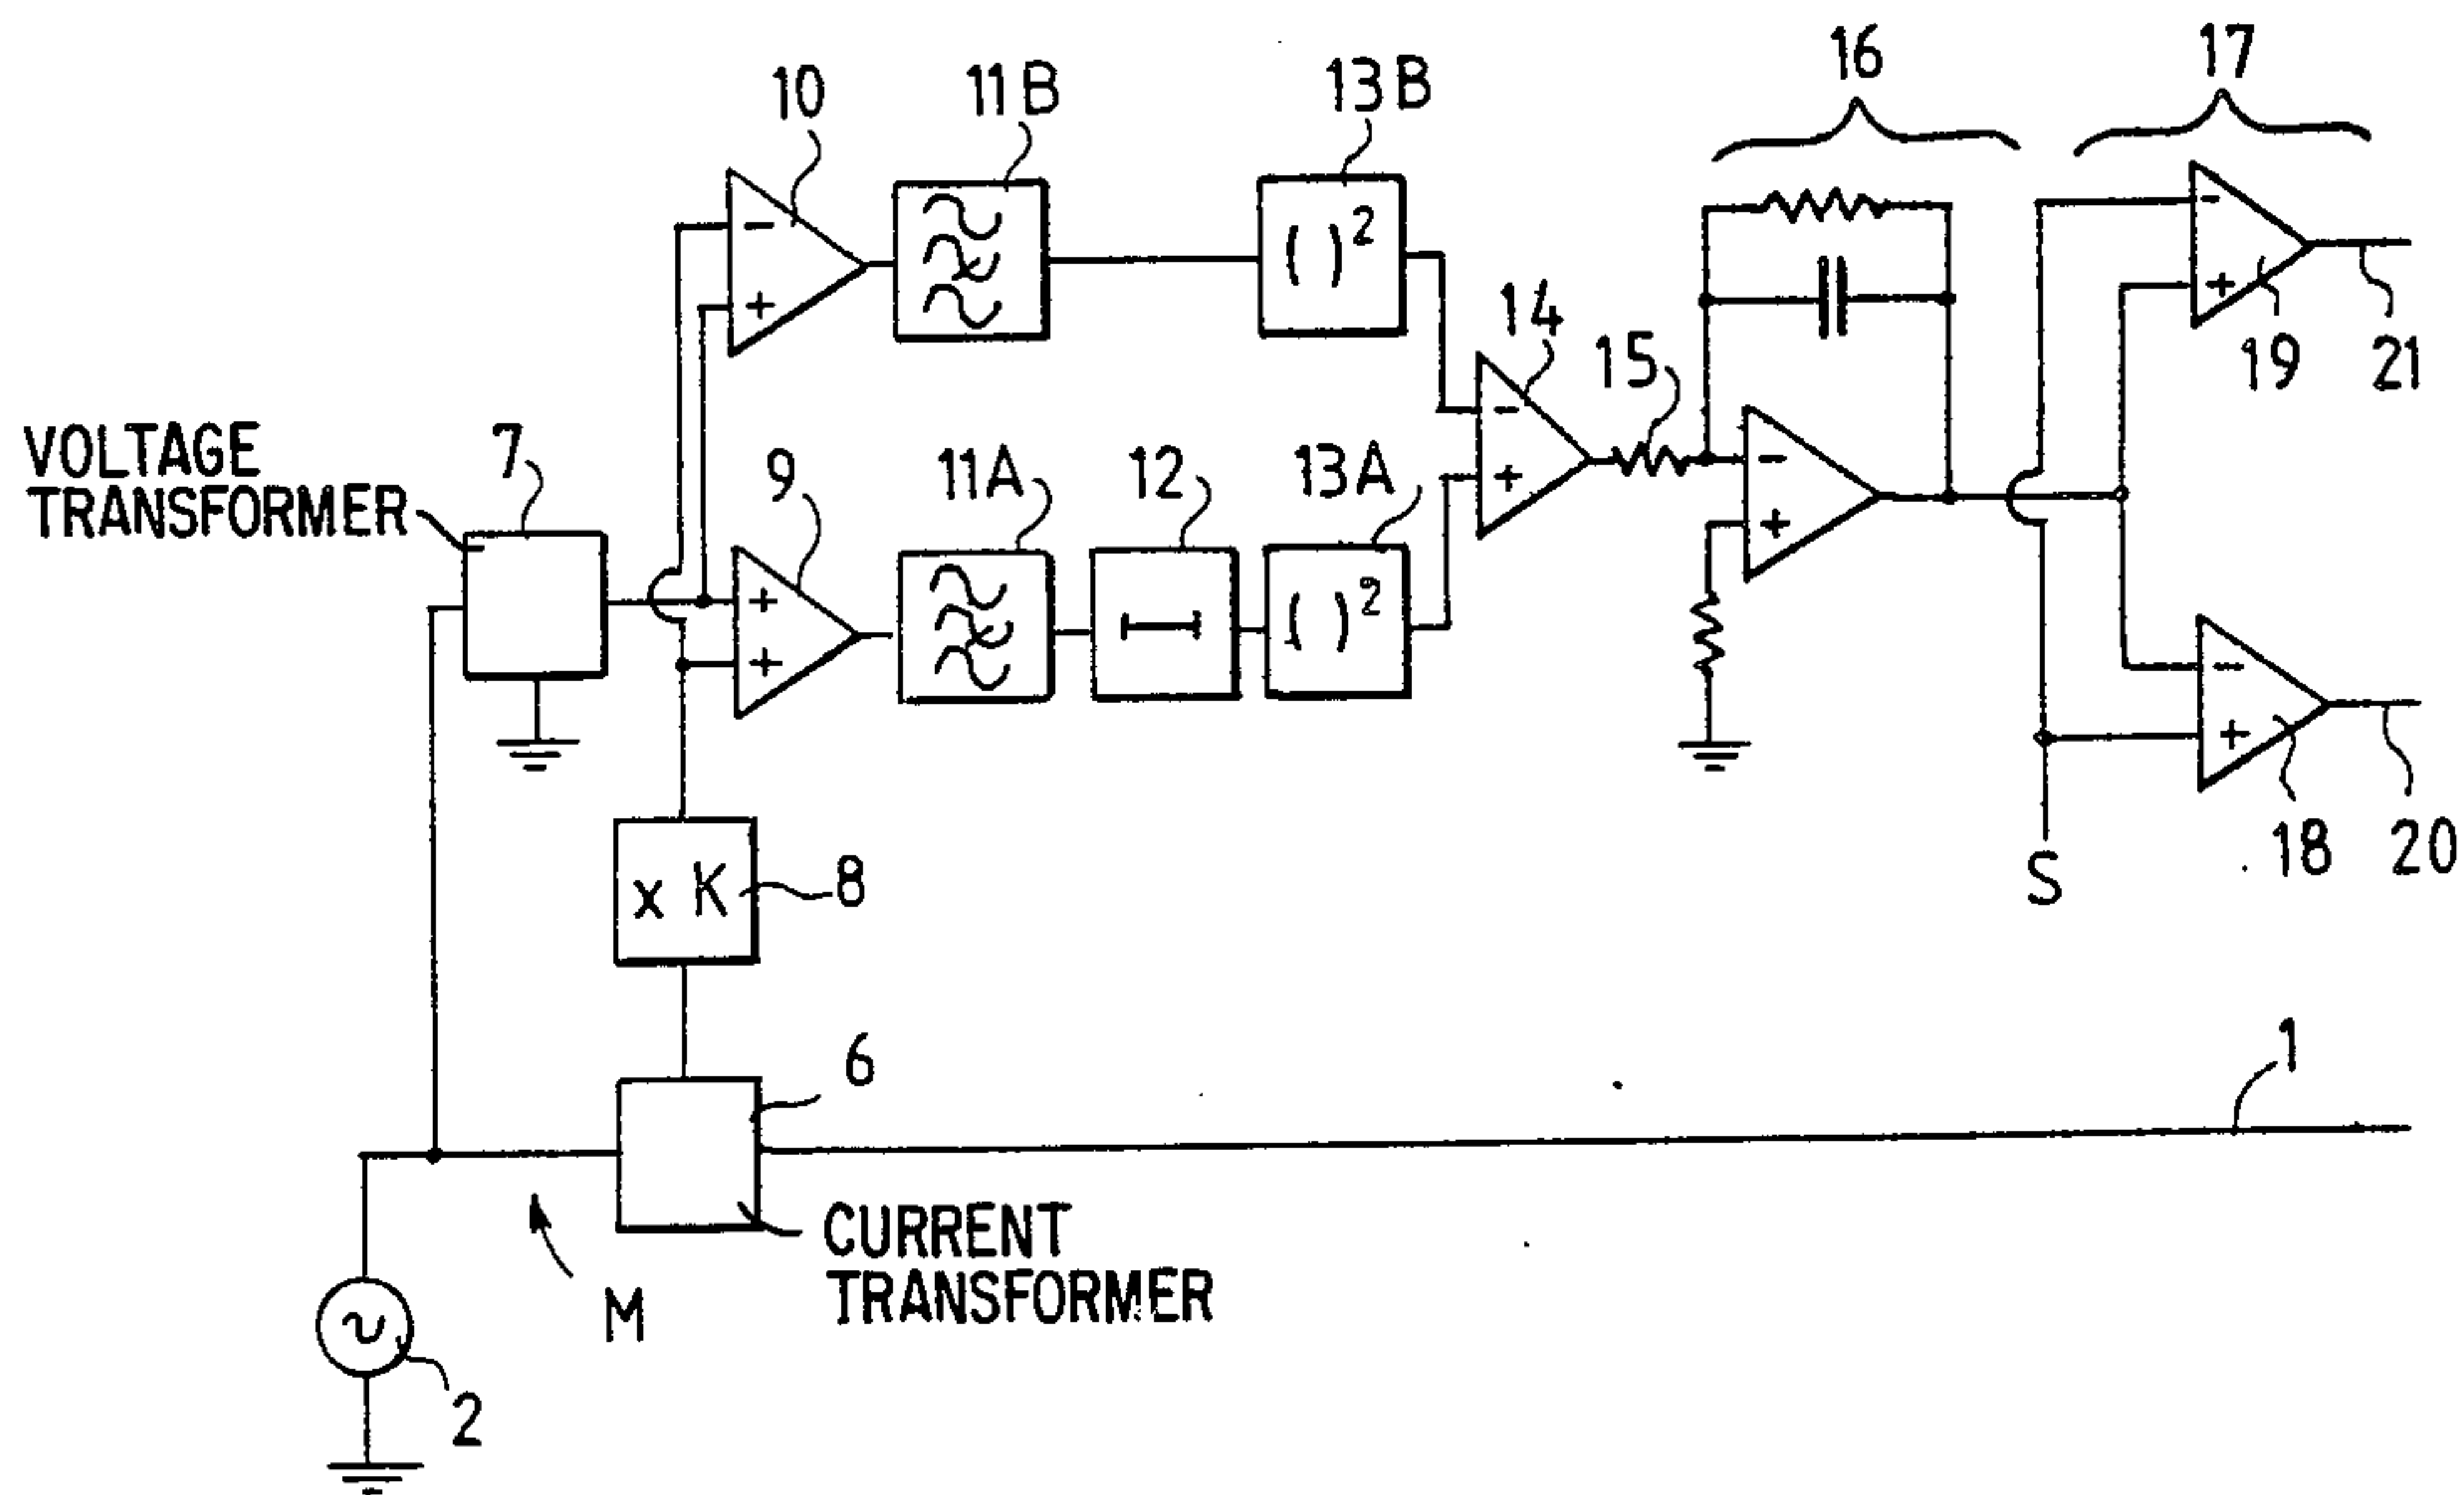 16
17
10
11B
13B
( )²
14
15
19
21
VOLTAGE
TRANSFORMER
7
9
11A
12
13A
( )²
x K
8
18
20
S
6
1
CURRENT
TRANSFORMER
M
2